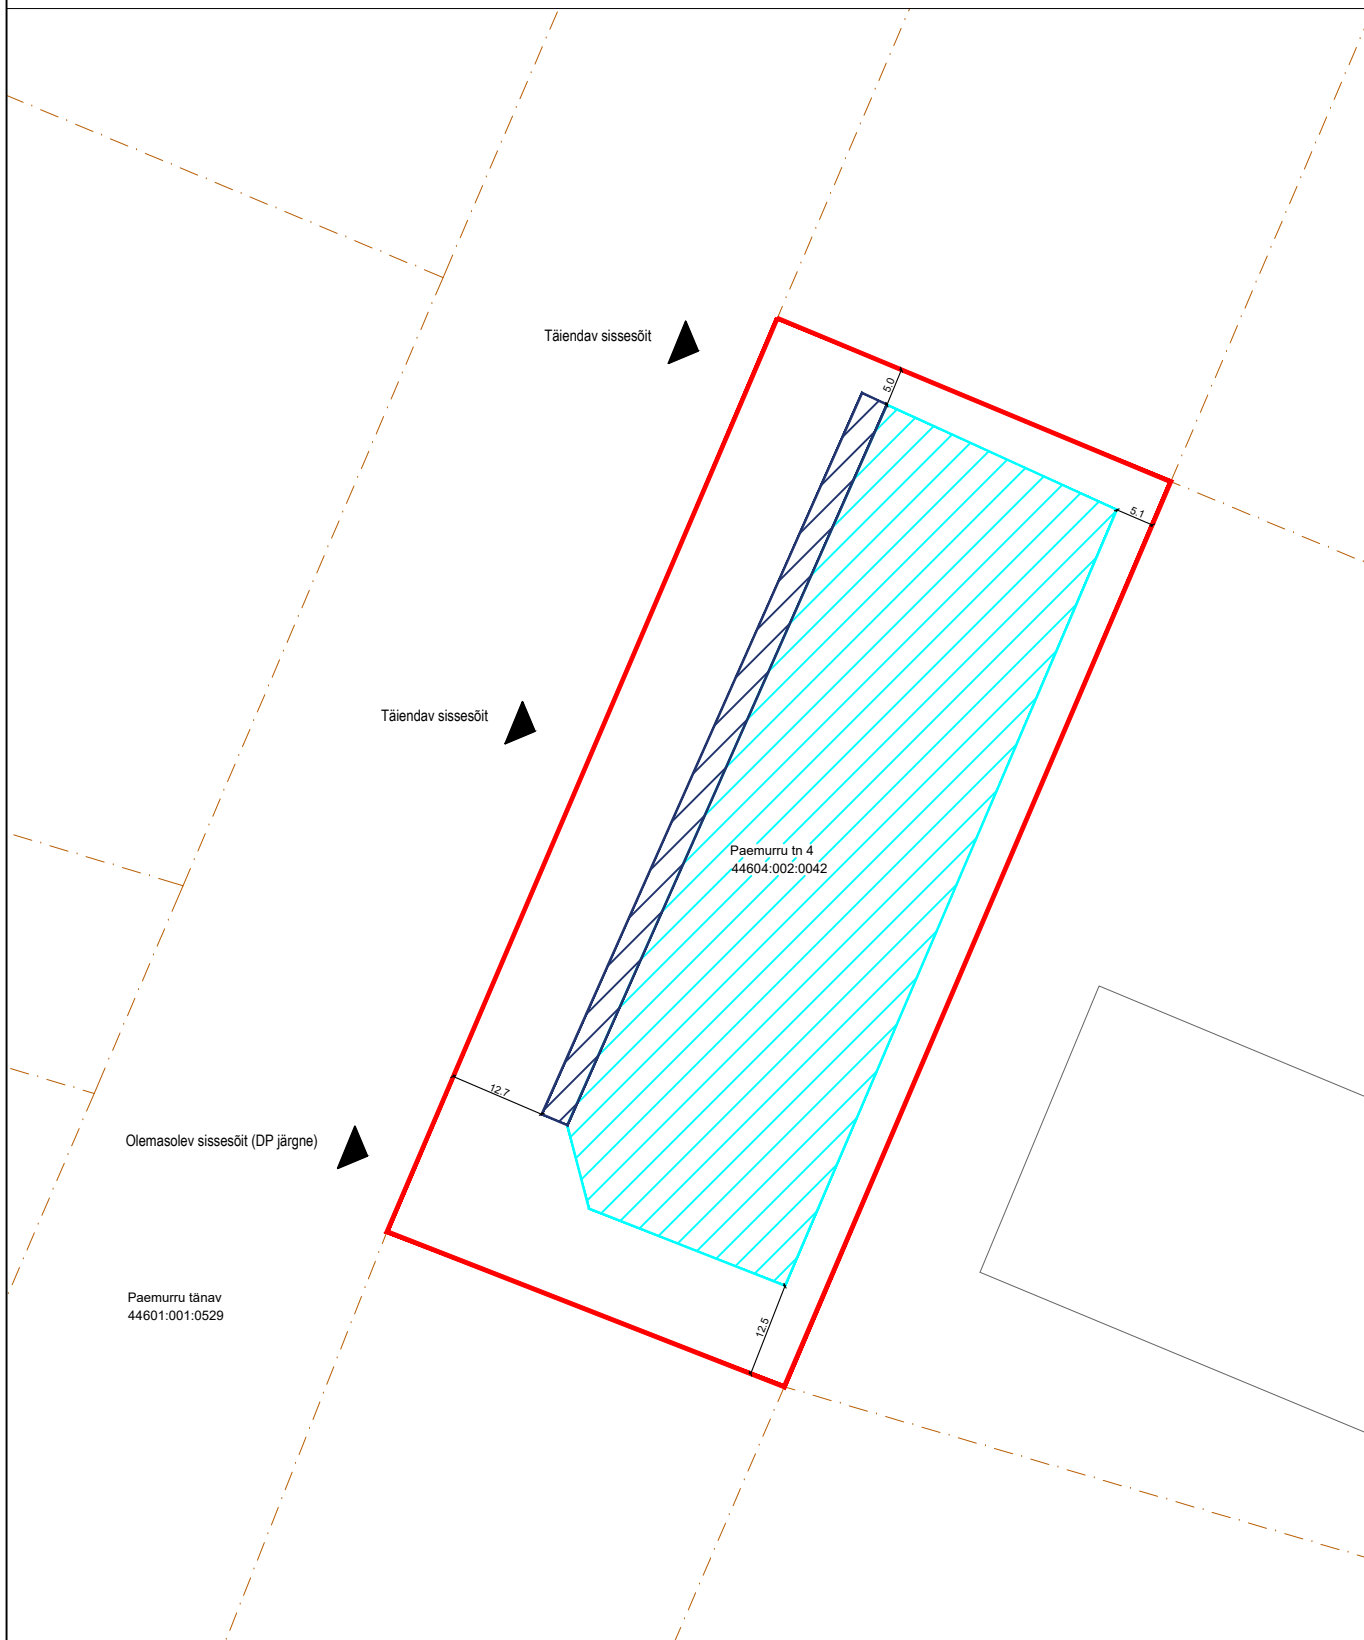 Täiendav sissesõit
5.0
5.1
Täiendav sissesõit
Paemurru tn 4
44604:002:0042
12.7
Olemasolev sissesõit (DP järgne)
Paemurru tänav
44601:001:0529
12.5